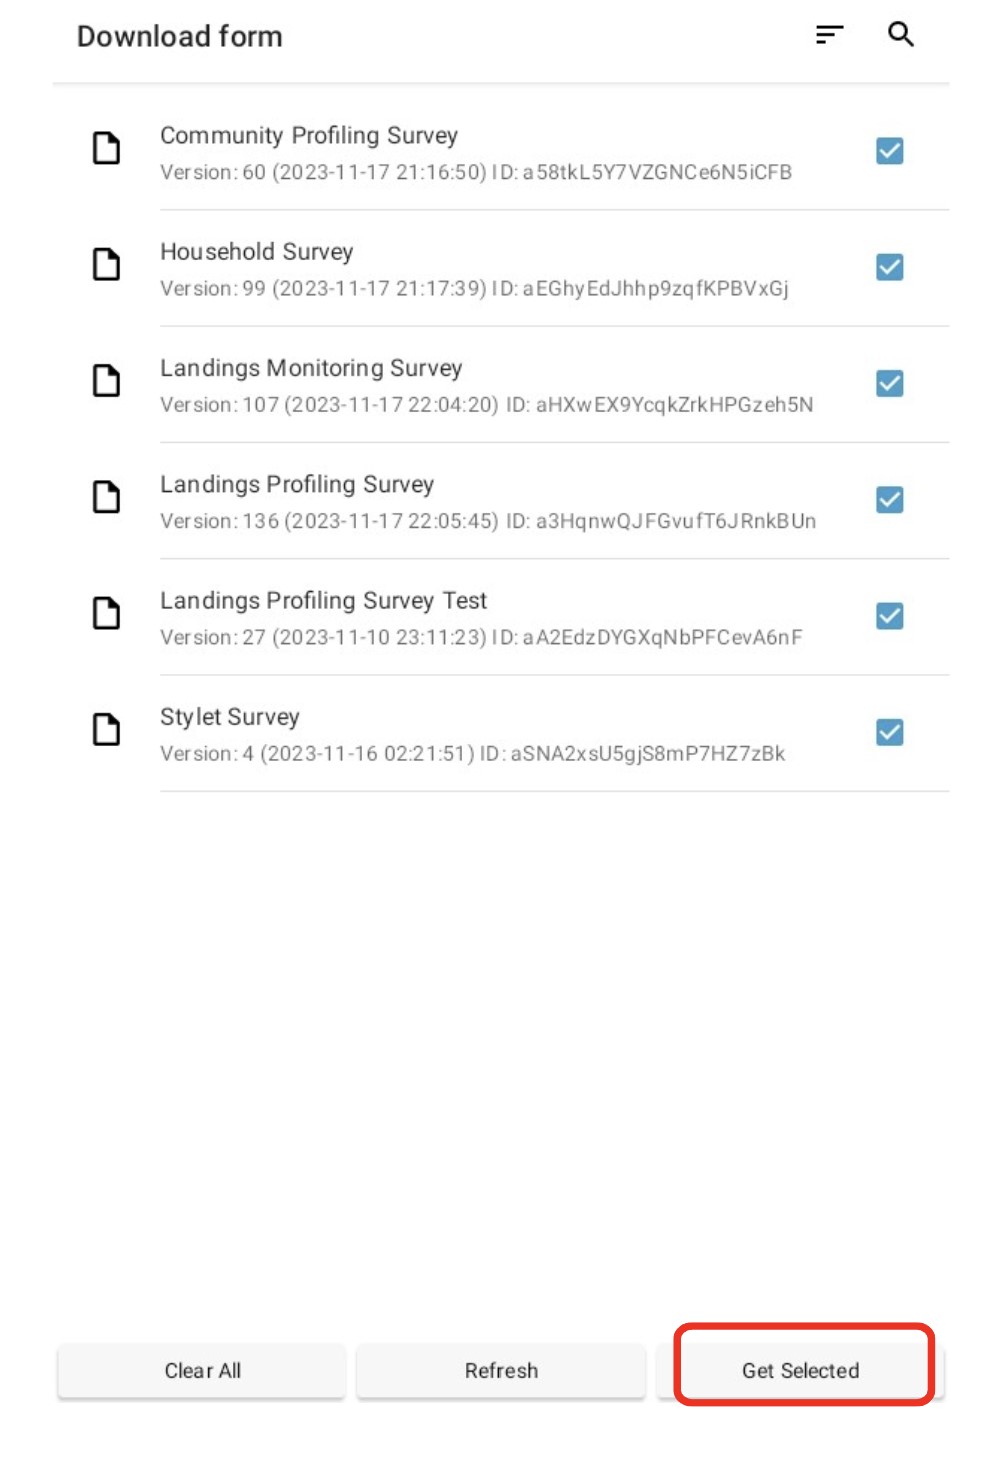 Download form
Community Profiling Survey
Version: 60 (2023-11-17 21:16:50) ID: a58tkL5Y7VZGNCe6N5iCFB
Household Survey
Version: 99 (2023-11-17 21:17:39) ID: aEGhyEdJhhp9zqfKPBVxGj
Landings Monitoring Survey
Version: 107 (2023-11-17 22:04:20) ID: aHXwEX9YcqkZrkHPGzeh5N
Landings Profiling Survey
Version: 136 (2023-11-17 22:05:45) ID: a3HqnwQJFGvufT6JRnkBUn
Landings Profiling Survey Test
Version: 27 (2023-11-10 23:11:23) ID: aA2EdzDYGXqNbPFCevA6nF
Stylet Survey
Version: 4 (2023-11-16 02:21:51) ID: aSNA2xsU5gjS8mP7HZ7zBk
Clear All
Refresh
Get Selected